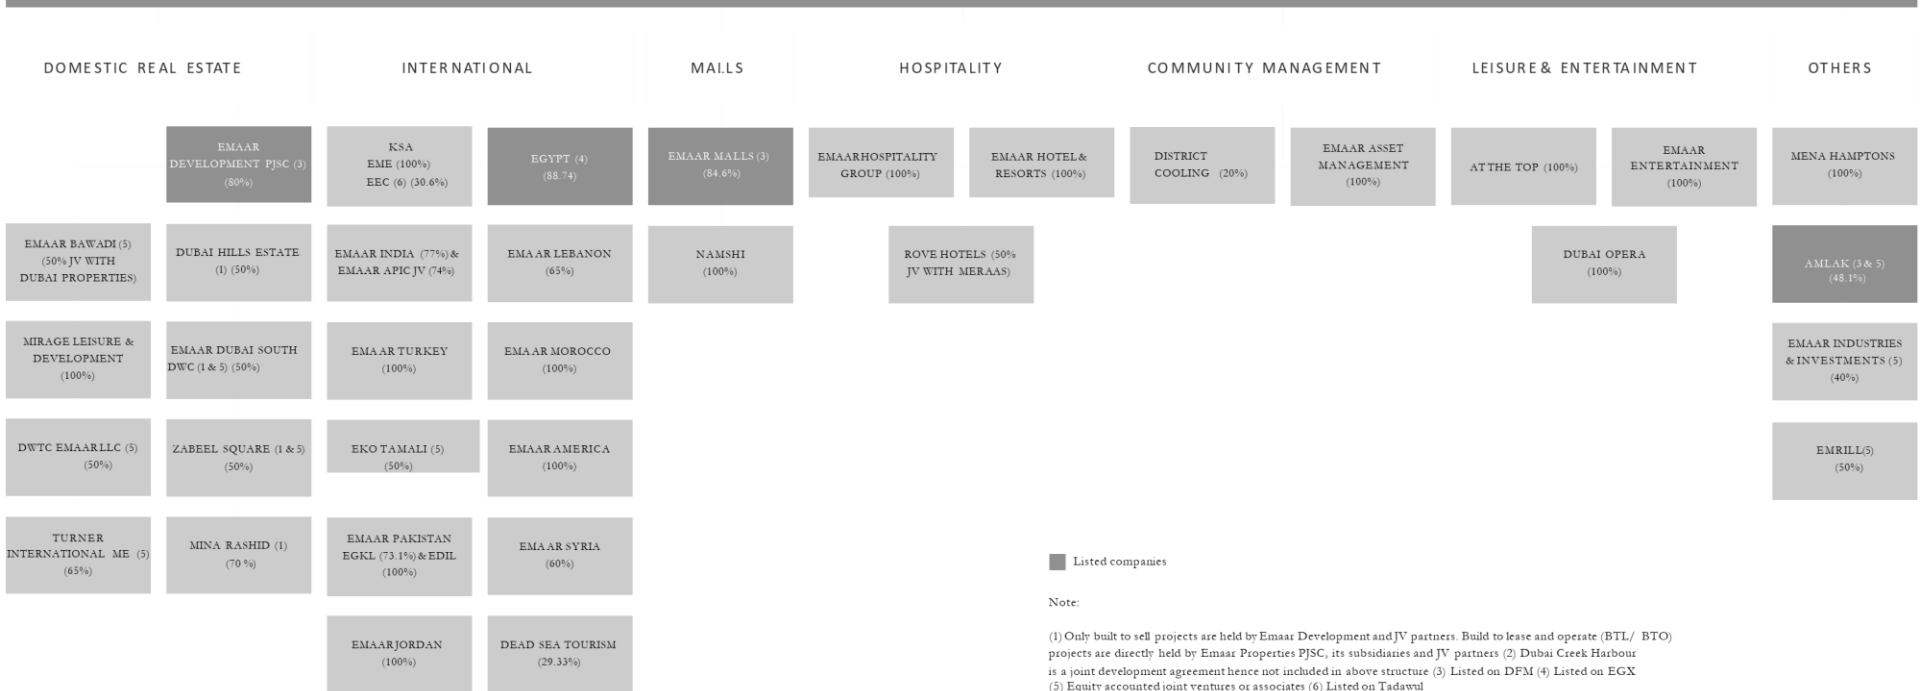 DOMESTIC REAL ESTATE
INTERNATIONAL
MALLS
HOSPITALITY
COMMUNITY MANAGEMENT
LEISURE & ENTERTAINMENT
OTHERS
EMAAR
DEVELOPMENT PJSC (3)
(80%)
KSA
EME (100%)
EEC (6) (30.6%)
EGYPT (4)
(88.74)
EMAAR MALLS (3)
(84.6%)
EMAAR HOSPITALITY
GROUP (100%)
EMAAR HOTEL &
RESORTS (100%)
DISTRICT
COOLING (20%)
EMAAR ASSET
MANAGEMENT
(100%)
AT THE TOP (100%)
EMAAR
ENTERTAINMENT
(100%)
MENA HAMPTONS
(100%)
EMAAR BAWADI (5)
(50% JV WITH
DUBAI PROPERTIES)
DUBAI HILLS ESTATE
(1) (50%)
EMAAR INDIA (77%) &
EMAAR APIC JV (74%)
EMAAR LEBANON
(65%)
NAMSHI
(100%)
ROVE HOTELS (50%
JV WITH MERAAS)
DUBAI OPERA
(100%)
AMLAK (3 & 5)
(48.1%)
MIRAGE LEISURE &
DEVELOPMENT
(100%)
EMAAR DUBAI SOUTH
DWC (1 & 5) (50%)
EMAAR TURKEY
(100%)
EMAAR MOROCCO
(100%)
EMAAR INDUSTRIES
& INVESTMENTS (5)
(40%)
DWTC EMAAR LLC (5)
(50%)
ZABEEL SQUARE (1 & 5)
(50%)
EKO TAMALI (5)
(50%)
EMAAR AMERICA
(100%)
EMRILL(5)
(50%)
TURNER
INTERNATIONAL ME (5)
(65%)
MINA RASHID (1)
(70 %)
EMAAR PAKISTAN
EGKL (73.1%) & EDIL
(100%)
EMAAR SYRIA
(60%)
EMAAR JORDAN
(100%)
DEAD SEA TOURISM
(29.33%)
Listed companies
Note:
(1) Only built to sell projects are held by Emaar Development and JV partners. Build to lease and operate (BTL/ BTO)
projects are directly held by Emaar Properties PJSC, its subsidiaries and JV partners (2) Dubai Creek Harbour
is a joint development agreement hence not included in above structure (3) Listed on DFM (4) Listed on EGX
(5) Equity accounted joint ventures or associates (6) Listed on Tadawul